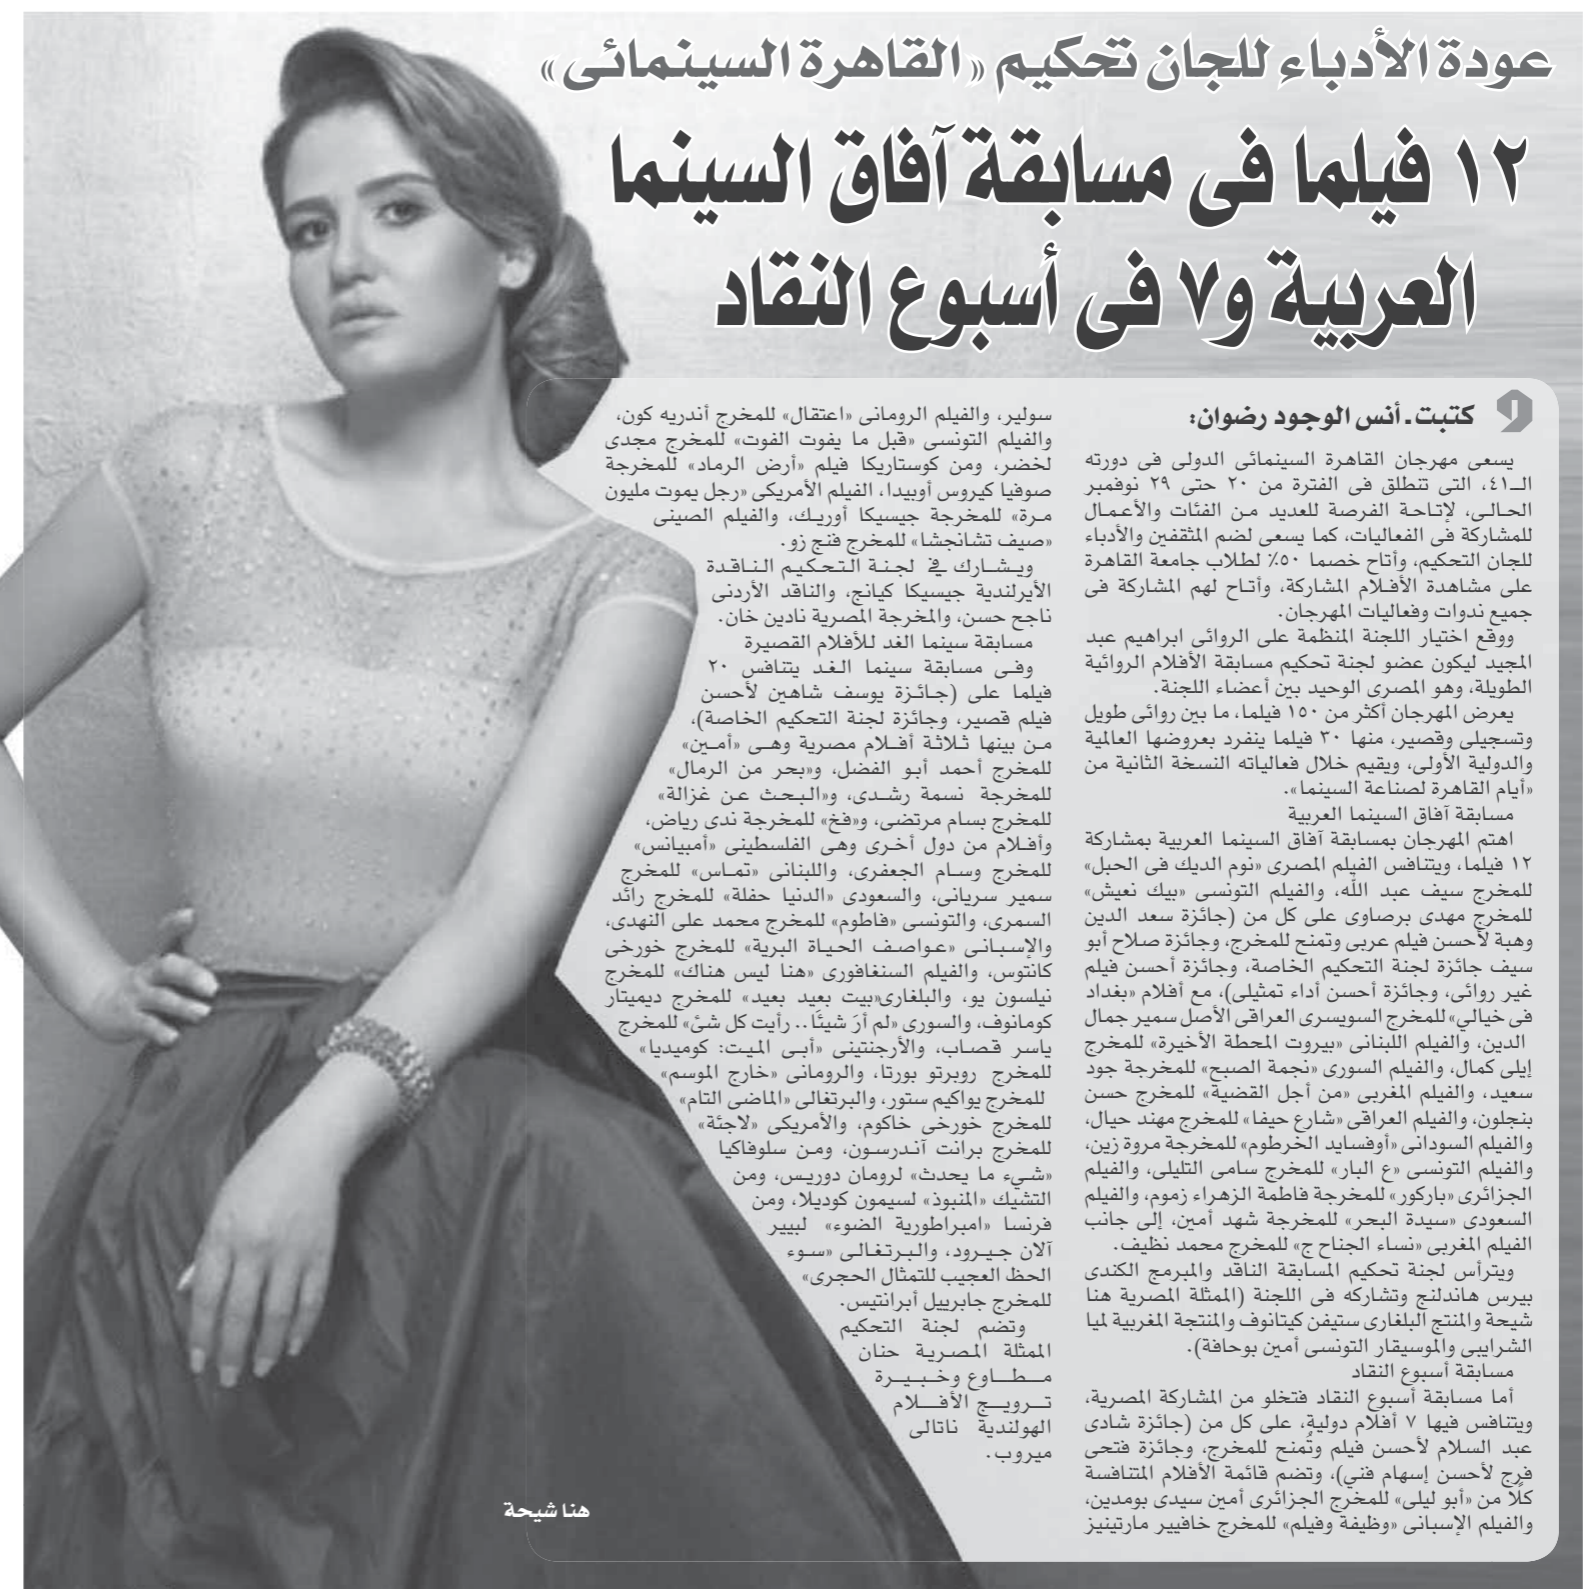 عودة الأدباء للجان تحكيم «القاهرة السينمائى»
١٢ فيلما فى مسابقة آفاق السينما
العربية و٧ فى أسبوع النقاد
كتبت ـ أنس الوجود رضوان:
يسعى مهرجان القاهرة السينمائى الدولى فى دورته
الــ٤١، التى تنطلق فى الفترة من ٢٠ حتى ٢٩ نوفمبر
الحالى، لإتاحة الفرصة للعديد من الفئات والأعمال
للمشاركة فى الفعاليات، كما يسعى لضم المثقفين والأدباء
للجان التحكيم، وأتاح خصما ٥٠٪ لطلاب جامعة القاهرة
على مشاهدة الأفلام المشاركة، وأتاح لهم المشاركة فى
جميع ندوات وفعاليات المهرجان.
ووقع اختيار اللجنة المنظمة على الروائى ابراهيم عبد
المجيد ليكون عضو لجنة تحكيم مسابقة الأفلام الروائية
الطويلة، وهو المصرى الوحيد بين أعضاء اللجنة.
يعرض المهرجان أكثر من ١٥٠ فيلما، ما بين روائى طويل
وتسجيلى وقصير، منها ٣٠ فيلما ينفرد بعروضها العالمية
والدولية الأولى، ويقيم خلال فعالياته النسخة الثانية من
«أيام القاهرة لصناعة السينما».
مسابقة آفاق السينما العربية
اهتم المهرجان بمسابقة آفاق السينما العربية بمشاركة
١٢ فيلما، ويتنافس الفيلم المصرى «نوم الديك فى الحبل»
للمخرج سيف عبد الله، والفيلم التونسى «بيك نعيش»
للمخرج مهدى برصاوى على كل من (جائزة سعد الدين
وهبة لأحسن فيلم عربى وتمنح للمخرج، وجائزة صلاح أبو
سيف جائزة لجنة التحكيم الخاصة، وجائزة أحسن فيلم
غير روائى، وجائزة أحسن أداء تمثيلى)، مع أفلام «بغداد
فى خيالي» للمخرج السويسرى العراقى الأصل سمير جمال
الدين، والفيلم اللبنانى «بيروت المحطة الأخيرة» للمخرج
إيلى كمال، والفيلم السورى «نجمة الصبح» للمخرجة جود
سعيد، والفيلم المغربى «من أجل القضية» للمخرج حسن
بنجلون، والفيلم العراقى «شارع حيفا» للمخرج مهند حيال،
والفيلم السودانى «أوفسايد الخرطوم» للمخرجة مروة زين،
والفيلم التونسى «ع البار» للمخرج سامى التليلى، والفيلم
الجزائرى «باركور» للمخرجة فاطمة الزهراء زموم، والفيلم
السعودى «سيدة البحر» للمخرجة شهد أمين، إلى جانب
الفيلم المغربى «نساء الجناح ج» للمخرج محمد نظيف.
ويترأس لجنة تحكيم المسابقة الناقد والمبرمج الكندى
بيرس هاندلنج وتشاركه فى اللجنة (الممثلة المصرية هنا
شيحة والمنتج البلغارى ستيفن كيتانوف والمنتجة المغربية لميا
الشرايبى والموسيقار التونسى أمين بوحافة).
مسابقة أسبوع النقاد
أما مسابقة أسبوع النقاد فتخلو من المشاركة المصرية،
ويتنافس فيها ٧ أفلام دولية، على كل من (جائزة شادى
عبد السلام لأحسن فيلم وتُمنح للمخرج، وجائزة فتحى
فرج لأحسن إسهام فني)، وتضم قائمة الأفلام المتنافسة
كلًا من «أبو ليلى» للمخرج الجزائرى أمين سيدى بومدين،
والفيلم الإسبانى «وظيفة وفيلم» للمخرج خافيير مارتينيز
سولير، والفيلم الرومانى «اعتقال» للمخرج أندريه كون،
والفيلم التونسى «قبل ما يفوت الفوت» للمخرج مجدى
لخضر، ومن كوستاريكا فيلم «أرض الرماد» للمخرجة
صوفيا كيروس أوبيدا، الفيلم الأمريكى «رجل يموت مليون
مرة» للمخرجة جيسيكا أوريك، والفيلم الصينى
«صيف تشانجشا» للمخرج فنج زو.
ويشارك في لجنة التحكيم الناقدة
الأيرلندية جيسيكا كيانج، والناقد الأردنى
ناجح حسن، والمخرجة المصرية نادين خان.
مسابقة سينما الغد للأفلام القصيرة
وفى مسابقة سينما الغد يتنافس ٢٠
فيلما على (جائزة يوسف شاهين لأحسن
فيلم قصير، وجائزة لجنة التحكيم الخاصة)،
من بينها ثلاثة أفلام مصرية وهى «أمين»
للمخرج أحمد أبو الفضل، و«بحر من الرمال»
للمخرجة نسمة رشدى، و«البحث عن غزالة»
للمخرج بسام مرتضى، و«فخ» للمخرجة ندى رياض،
وأفلام من دول أخرى وهى الفلسطينى «أمبيانس»
للمخرج وسام الجعفرى، واللبنانى «تماس» للمخرج
سمير سريانى، والسعودى «الدنيا حفلة» للمخرج رائد
السمرى، والتونسى «فاطوم» للمخرج محمد على النهدى،
والإسبانى «عواصف الحياة البرية» للمخرج خورخى
كانتوس، والفيلم السنغافورى «هنا ليس هناك» للمخرج
نيلسون يو، والبلغارى«بيت بعيد بعيد» للمخرج ديميتار
كومانوف، والسورى «لم أرَ شيئًا.. رأيت كل شئ» للمخرج
ياسر قصاب، والأرجنتينى «أبى الميت: كوميديا»
للمخرج روبرتو بورتا، والرومانى «خارج الموسم»
للمخرج يواكيم ستور، والبرتغالى «الماضى التام»
للمخرج خورخى خاكوم، والأمريكى «لاجئة»
للمخرج برانت آندرسون، ومن سلوفاكيا
«شيء ما يحدث» لرومان دوريس، ومن
التشيك «المنبوذ» لسيمون كوديلا، ومن
فرنسا «امبراطورية الضوء» لبيير
آلان جيرود، والبرتغالى «سوء
الحظ العجيب للتمثال الحجرى»
للمخرج جابرييل أبرانتيس.
وتضم لجنة التحكيم
الممثلة المصرية حنان
مطاوع وخبيرة
ترويج الأفلام
الهولندية ناتالى
ميروب.
هنا شيحة